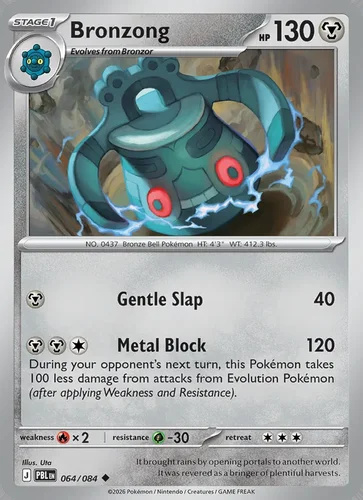 STAGE1 Bronzong HP 130
Evolves from Bronzor
NO. 0437 Bronze Bell Pokémon HT: 4'3" WT: 412.3 lbs.
Gentle Slap 40
Metal Block 120
During your opponent's next turn, this Pokémon takes
100 less damage from attacks from Evolution Pokémon
(after applying Weakness and Resistance).
weakness ×2 resistance -30 retreat
Illus. Uta
J PBL EN 064/084
It brought rains by opening portals to another world.
It was revered as a bringer of plentiful harvests.
©2026 Pokémon / Nintendo / Creatures / GAME FREAK